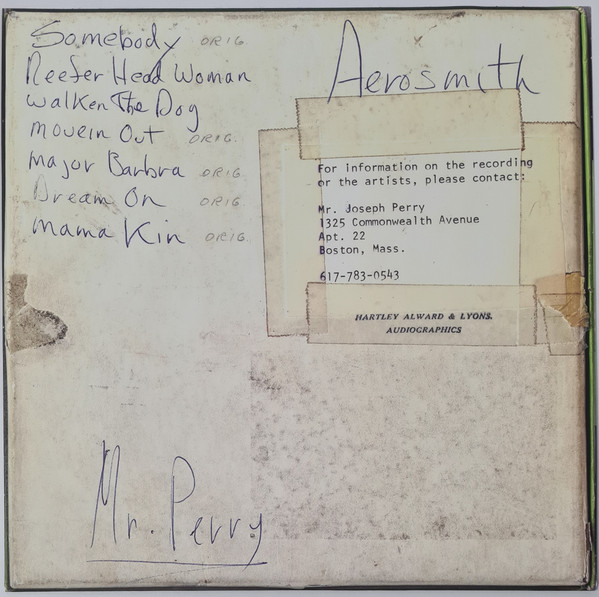 Somebody ORIG
Reefer Head Woman
Walken The Dog
Movein Out ORIG.
Major Barbra ORIG
Dream On ORIG
Mama Kin ORIG.
Aerosmith
For information on the recording
or the artists, please contact:
Mr. Joseph Perry
1325 Commonwealth Avenue
Apt. 22
Boston, Mass.
617-783-0543
HARTLEY ALWARD & LYONS.
AUDIOGRAPHICS
Mr. Perry